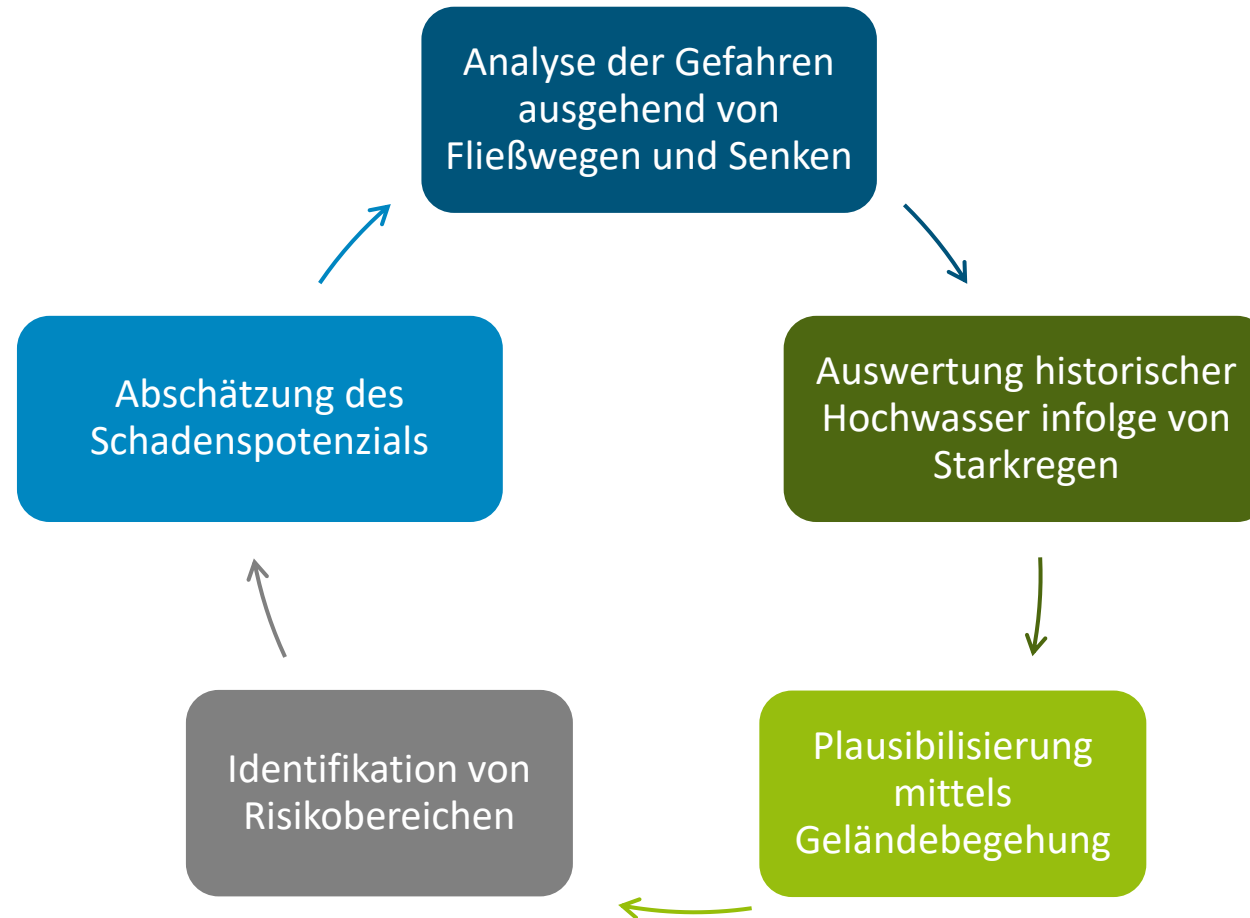 Analyse der Gefahren
ausgehend von
Fließwegen und Senken
Auswertung historischer
Hochwasser infolge von
Starkregen
Plausibilisierung
mittels
Geländebegehung
Identifikation von
Risikobereichen
Abschätzung des
Schadenspotenzials